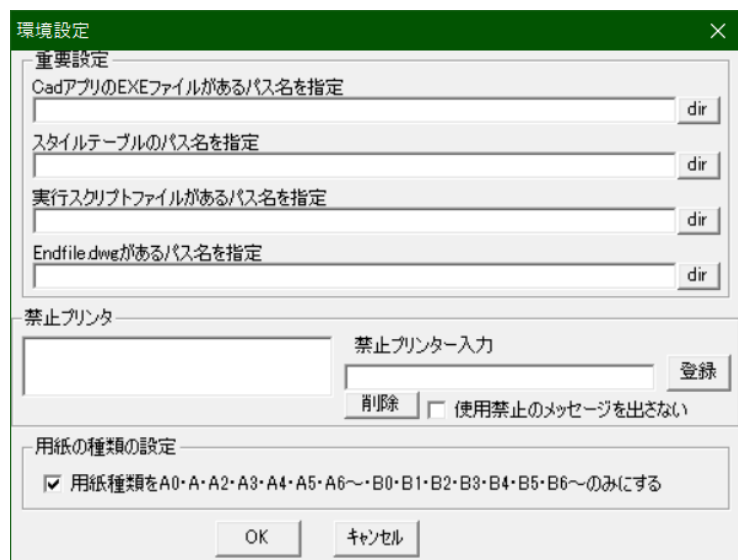 環境設定
重要設定
CadアプリのEXEファイルがあるパス名を指定
dir
スタイルテーブルのパス名を指定
dir
実行スクリプトファイルがあるパス名を指定
dir
Endfile.dwgがあるパス名を指定
dir
禁止プリンタ
禁止プリンター入力
登録
削除
使用禁止のメッセージを出さない
用紙の種類の設定
用紙種類をA0・A・A2・A3・A4・A5・A6～・B0・B1・B2・B3・B4・B5・B6～のみにする
OK
キャンセル